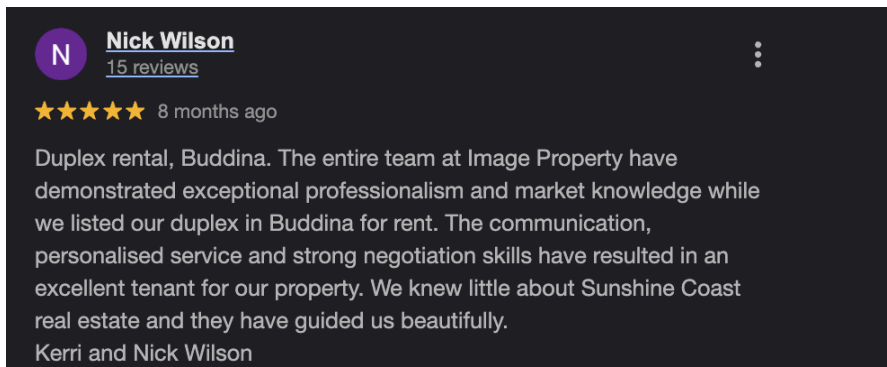 N
Nick Wilson
15 reviews
8 months ago
Duplex rental, Buddina. The entire team at Image Property have
demonstrated exceptional professionalism and market knowledge while
we listed our duplex in Buddina for rent. The communication,
personalised service and strong negotiation skills have resulted in an
excellent tenant for our property. We knew little about Sunshine Coast
real estate and they have guided us beautifully.
Kerri and Nick Wilson